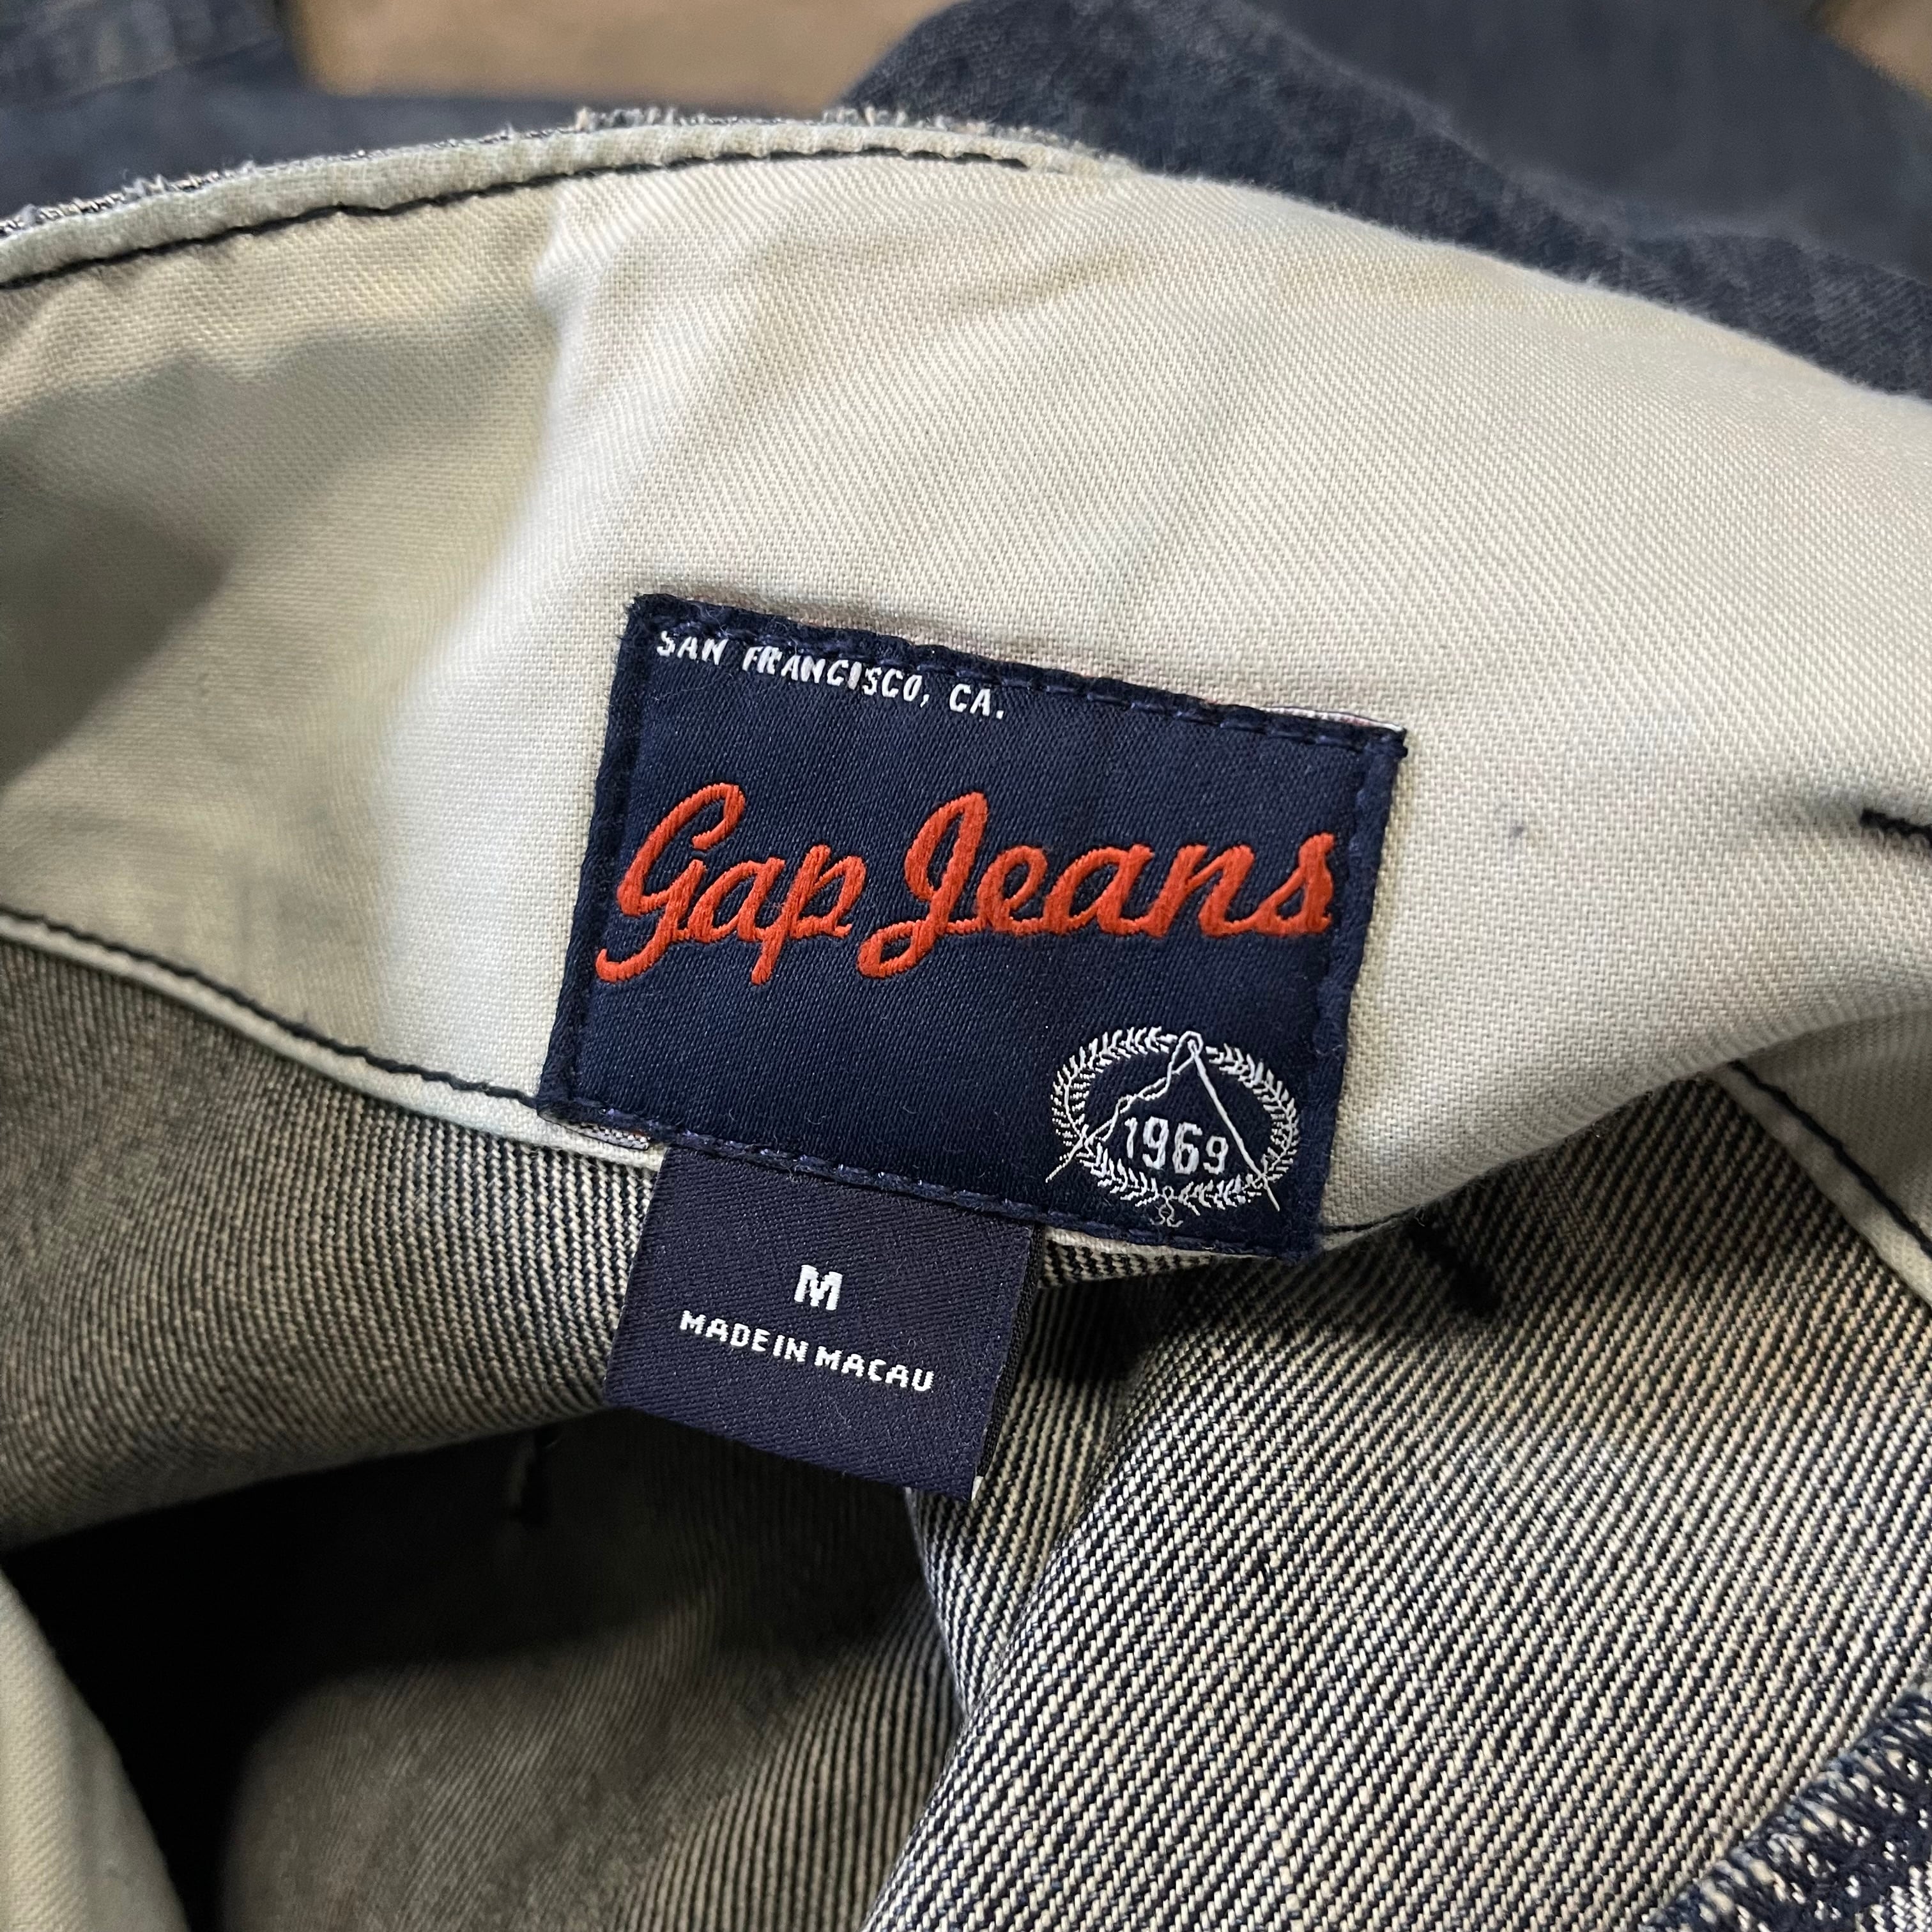 SAN FRANCISCO, CA.
Gap Jeans
1969
M
MADE IN MACAU